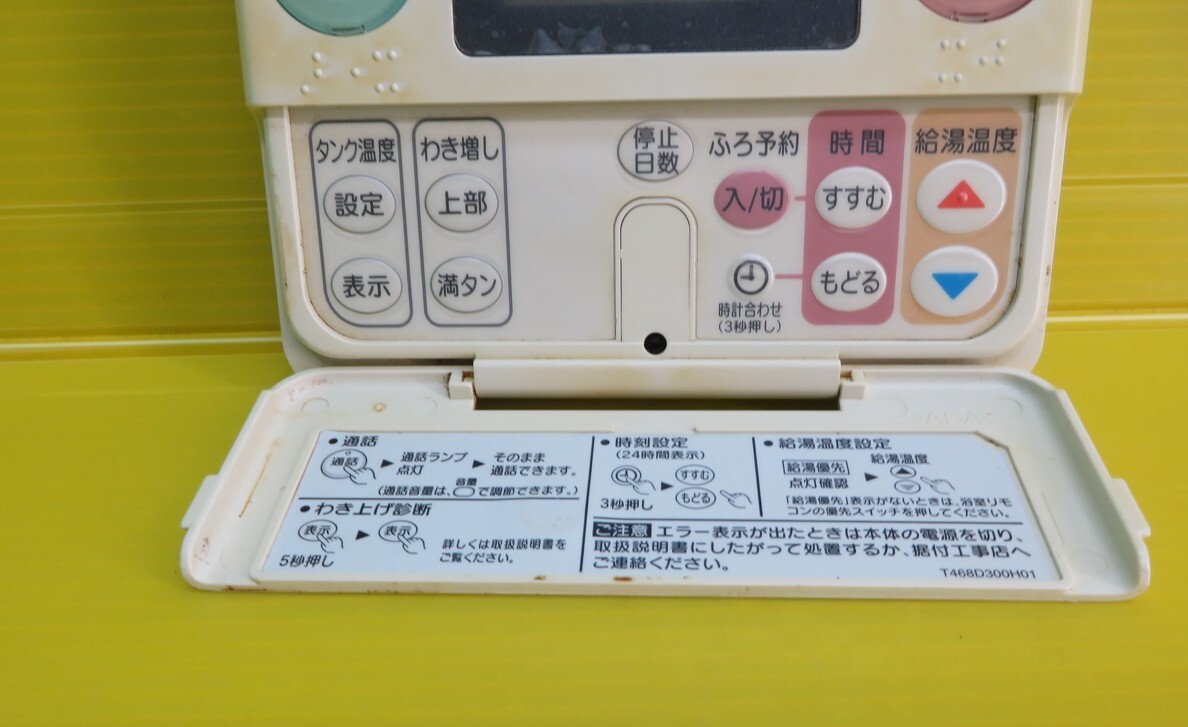 タンク温度
設定
表示
わき増し
上部
満タン
停止
日数
ふろ予約
入/切
時計合わせ
(3秒押し)
時間
すすむ
もどる
給湯温度
●通話
通話
通話ランプ
点灯
そのまま
通話できます。
音量
(通話音量は、◯で調節できます。)
●わき上げ診断
表示
表示
5秒押し
詳しくは取扱説明書を
ご覧ください。
●時刻設定
(24時間表示)
すすむ
もどる
3秒押し
●給湯温度設定
給湯優先
点灯確認
給湯温度
「給湯優先」表示がないときは、浴室リモ
コンの優先スイッチを押してください。
ご注意 エラー表示が出たときは本体の電源を切り、
取扱説明書にしたがって処置するか、据付工事店へ
ご連絡ください。
T468D300H01